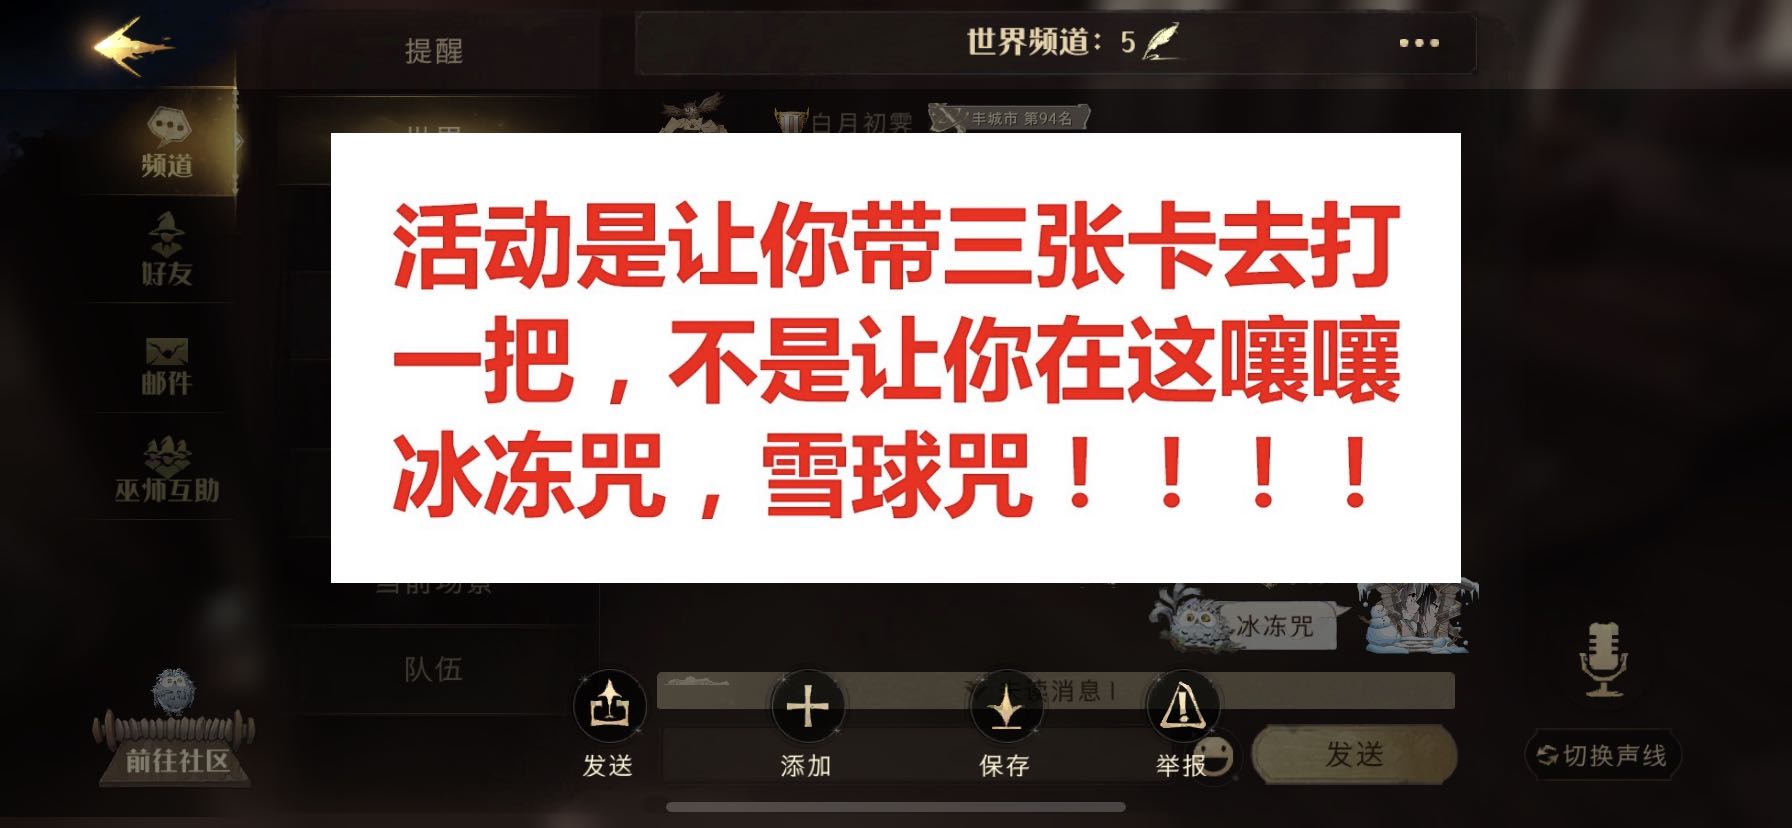 提醒
世界频道：5
频道
世界
白月初霁
丰城市 第94名
活动是让你带三张卡去打
一把，不是让你在这嚷嚷
冰冻咒，雪球咒！！！！
好友
邮件
巫师互助
当前场景
冰冻咒
队伍
未读消息1
前往社区
发送
添加
保存
举报
发送
切换声线